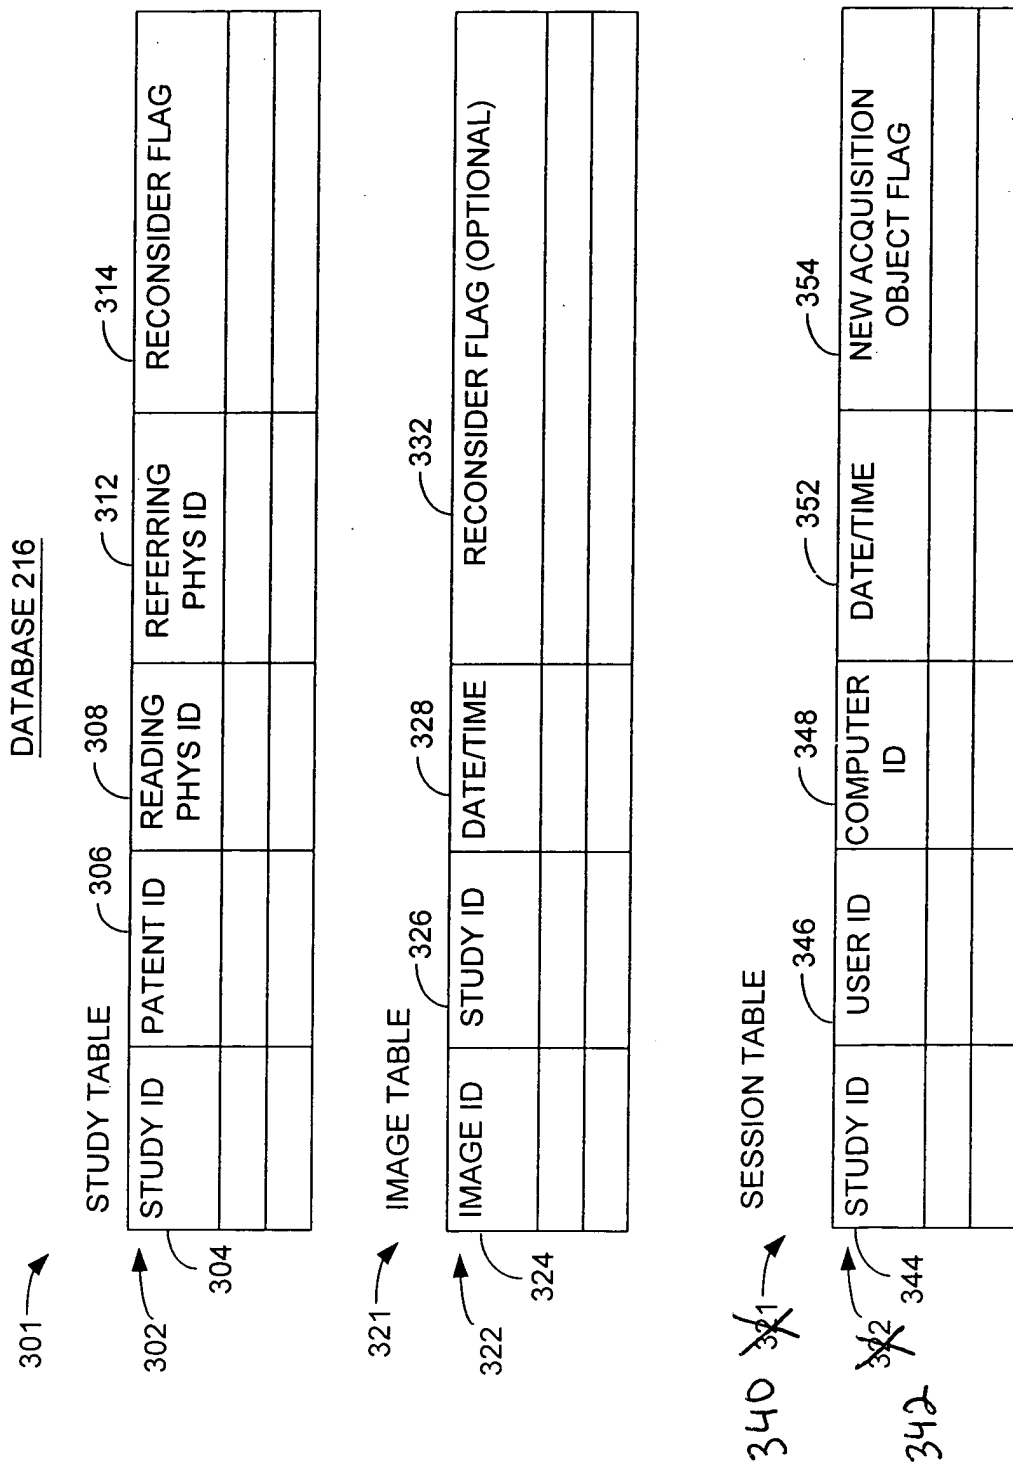 DATABASE 216
301
STUDY TABLE
302
304
306
308
312
314
STUDY ID
PATENT ID
READING
PHYS ID
REFERRING
PHYS ID
RECONSIDER FLAG
321
IMAGE TABLE
322
324
326
328
332
IMAGE ID
STUDY ID
DATE/TIME
RECONSIDER FLAG (OPTIONAL)
340 321
SESSION TABLE
342 322
344
346
348
352
354
STUDY ID
USER ID
COMPUTER
ID
DATE/TIME
NEW ACQUISITION
OBJECT FLAG